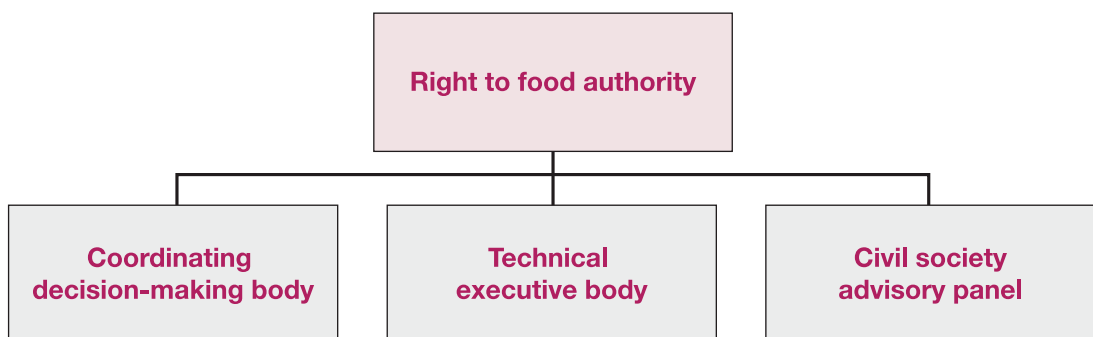 Right to food authority
Coordinating
decision-making body
Technical
executive body
Civil society
advisory panel